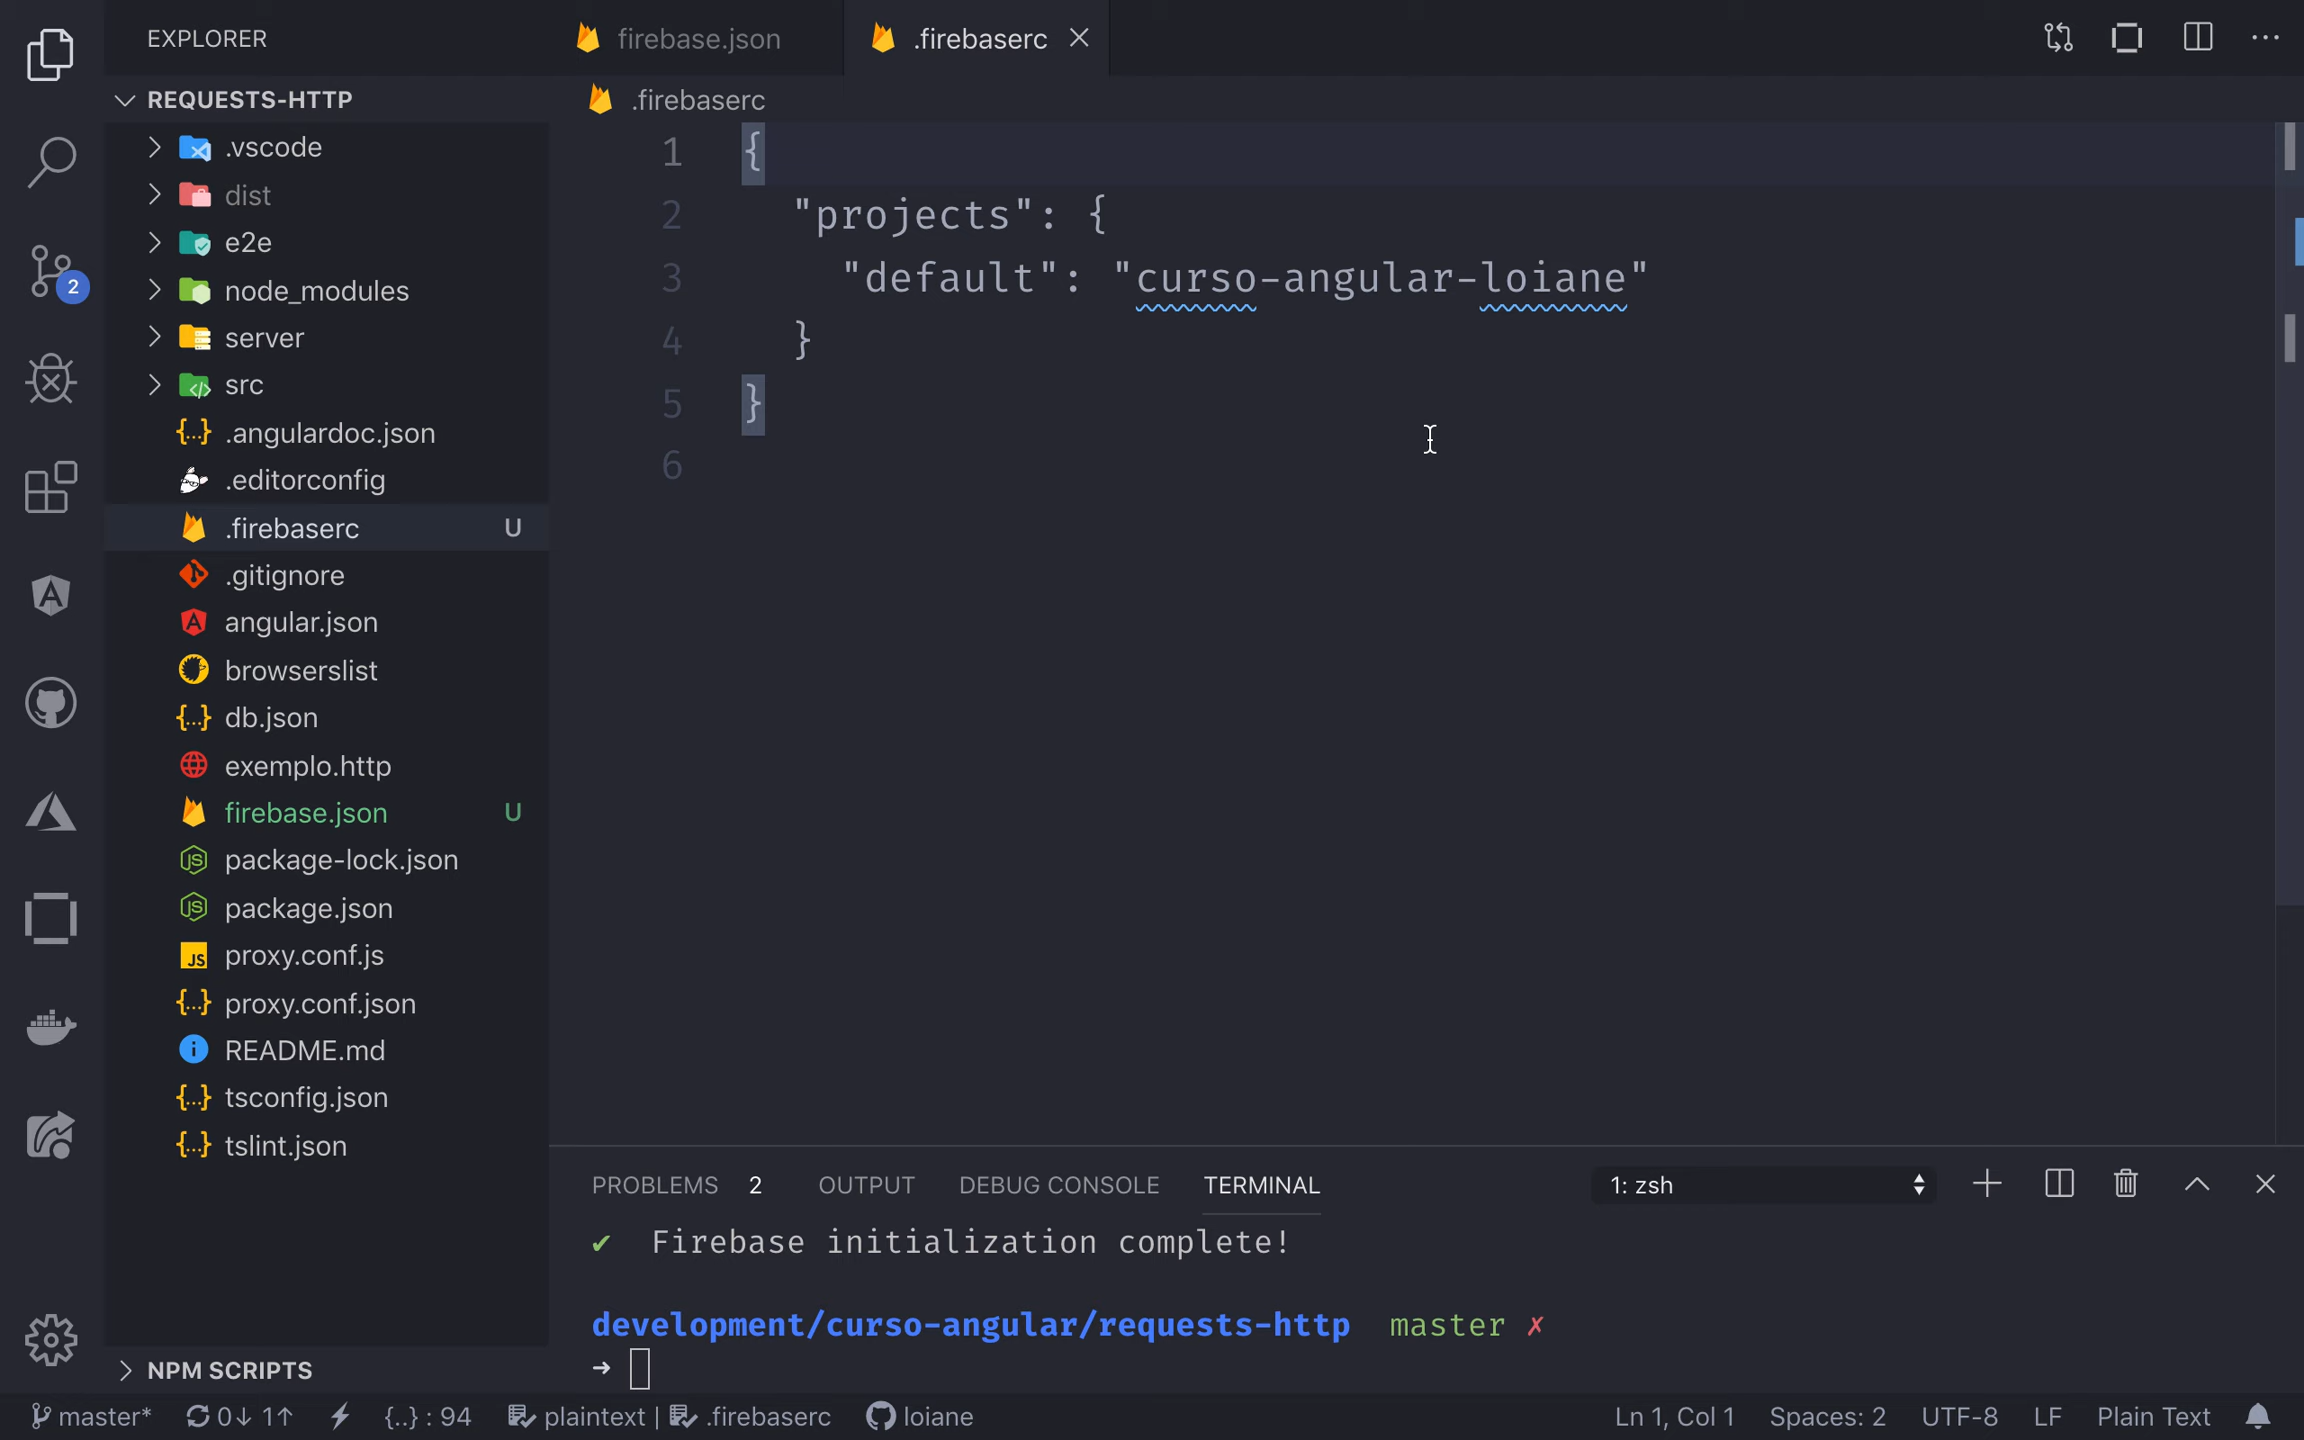 EXPLORER
firebase.json
.firebaserc
REQUESTS-HTTP
.firebaserc
.vscode
dist
e2e
node_modules
server
src
.angulardoc.json
.editorconfig
.firebaserc U
.gitignore
angular.json
browserslist
db.json
exemplo.http
firebase.json U
package-lock.json
package.json
proxy.conf.js
proxy.conf.json
README.md
tsconfig.json
tslint.json
NPM SCRIPTS
2
1 {
2 "projects": {
3 "default": "curso-angular-loiane"
4 }
5 }
6
PROBLEMS 2 OUTPUT DEBUG CONSOLE TERMINAL 1: zsh
✔ Firebase initialization complete!
development/curso-angular/requests-http master ✗
➜
master* 0↓ 1↑ {..} : 94 plaintext | .firebaserc loiane Ln 1, Col 1 Spaces: 2 UTF-8 LF Plain Text